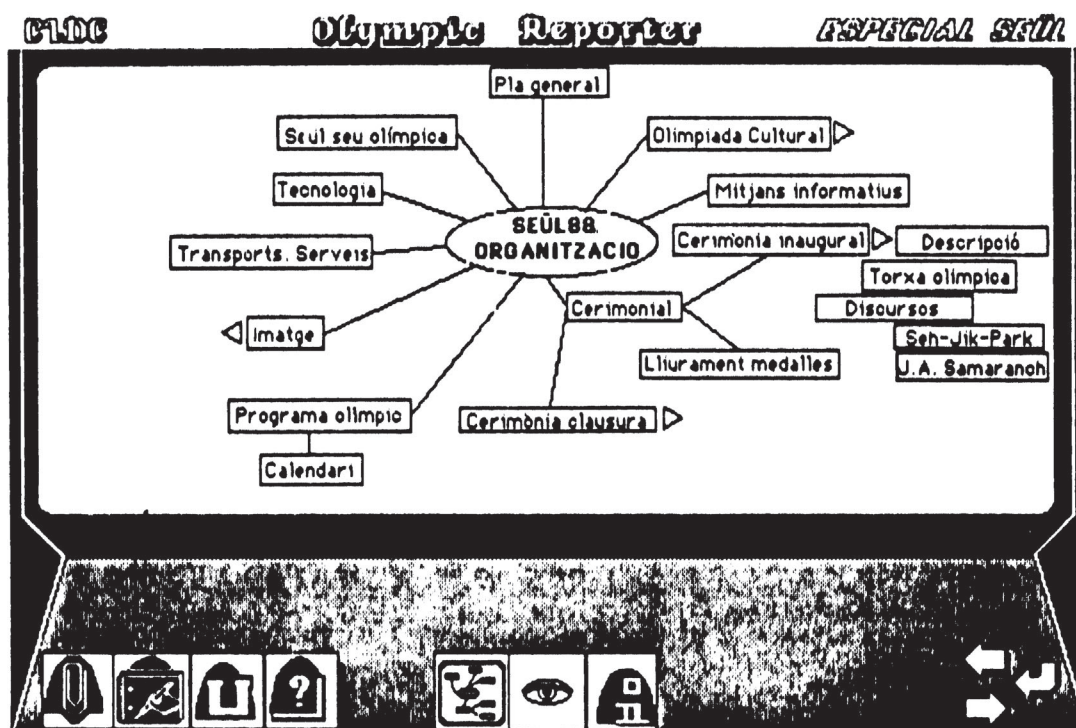 Olympic Reporter
ESPECIAL SEÜL
Pla general
Seül seu olímpica
Olimpiada Cultural
Tecnologia
Mitjans informatius
SEÜL88.
ORGANITZACIO
Cerimònia inaugural
Descripció
Transports. Serveis
Torxa olímpica
Cerimonial
Discursos
Imatge
Seh-Jik-Park
Lliurament medalles
J.A. Samaranch
Programa olímpic
Cerimònia clausura
Calendari
?